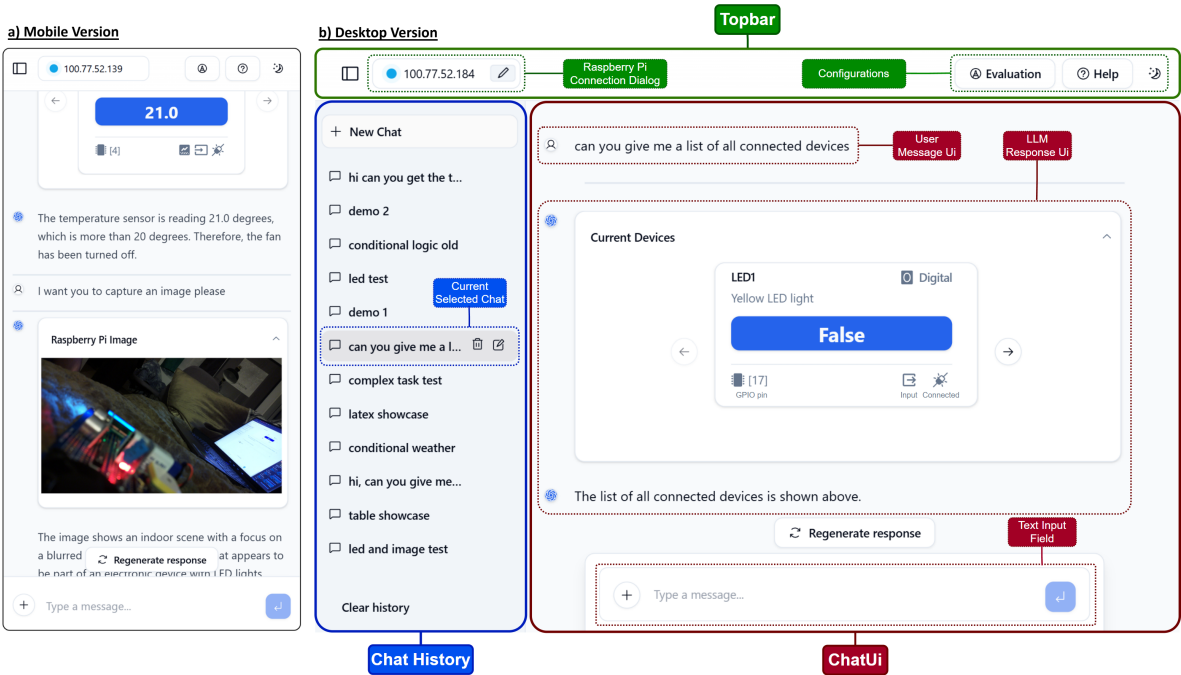 a) Mobile Version
100.77.52.139
21.0
[4]
The temperature sensor is reading 21.0 degrees,
which is more than 20 degrees. Therefore, the fan
has been turned off.
I want you to capture an image please
Raspberry Pi Image
The image shows an indoor scene with a focus on
a blurred
at appears to
be part of an electronic device with LED lights
Regenerate response
Type a message...
b) Desktop Version
Topbar
100.77.52.184
Raspberry Pi
Connection Dialog
Configurations
Evaluation
Help
New Chat
hi can you get the t...
demo 2
conditional logic old
led test
Current
Selected Chat
demo 1
can you give me a l...
complex task test
latex showcase
conditional weather
hi, can you give me...
table showcase
led and image test
Clear history
Chat History
can you give me a list of all connected devices
User
Message Ui
LLM
Response Ui
Current Devices
LED1
Digital
Yellow LED light
False
[17]
GPIO pin
Input
Connected
The list of all connected devices is shown above.
Regenerate response
Text Input
Field
Type a message...
ChatUi